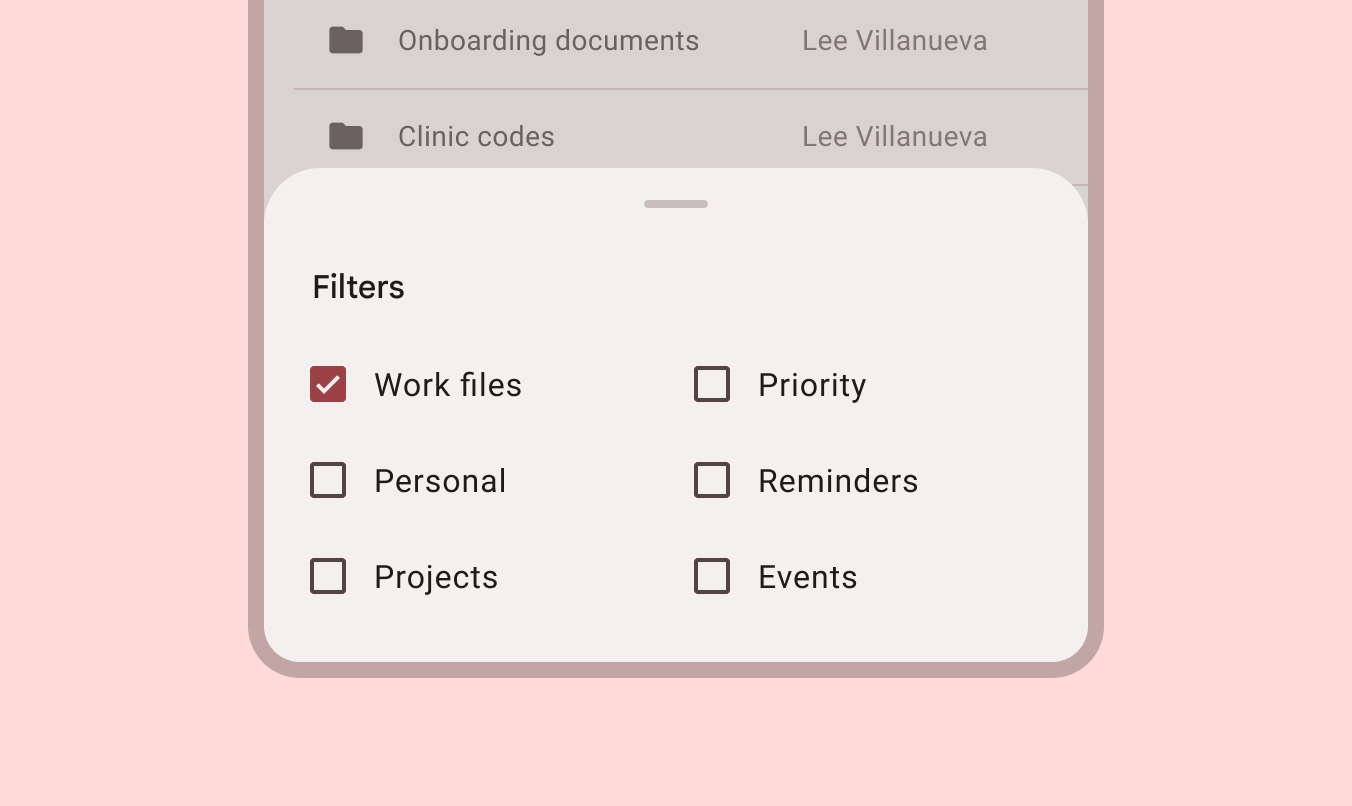 Onboarding documents Lee Villanueva
Clinic codes Lee Villanueva
Filters
Work files Priority
Personal Reminders
Projects Events